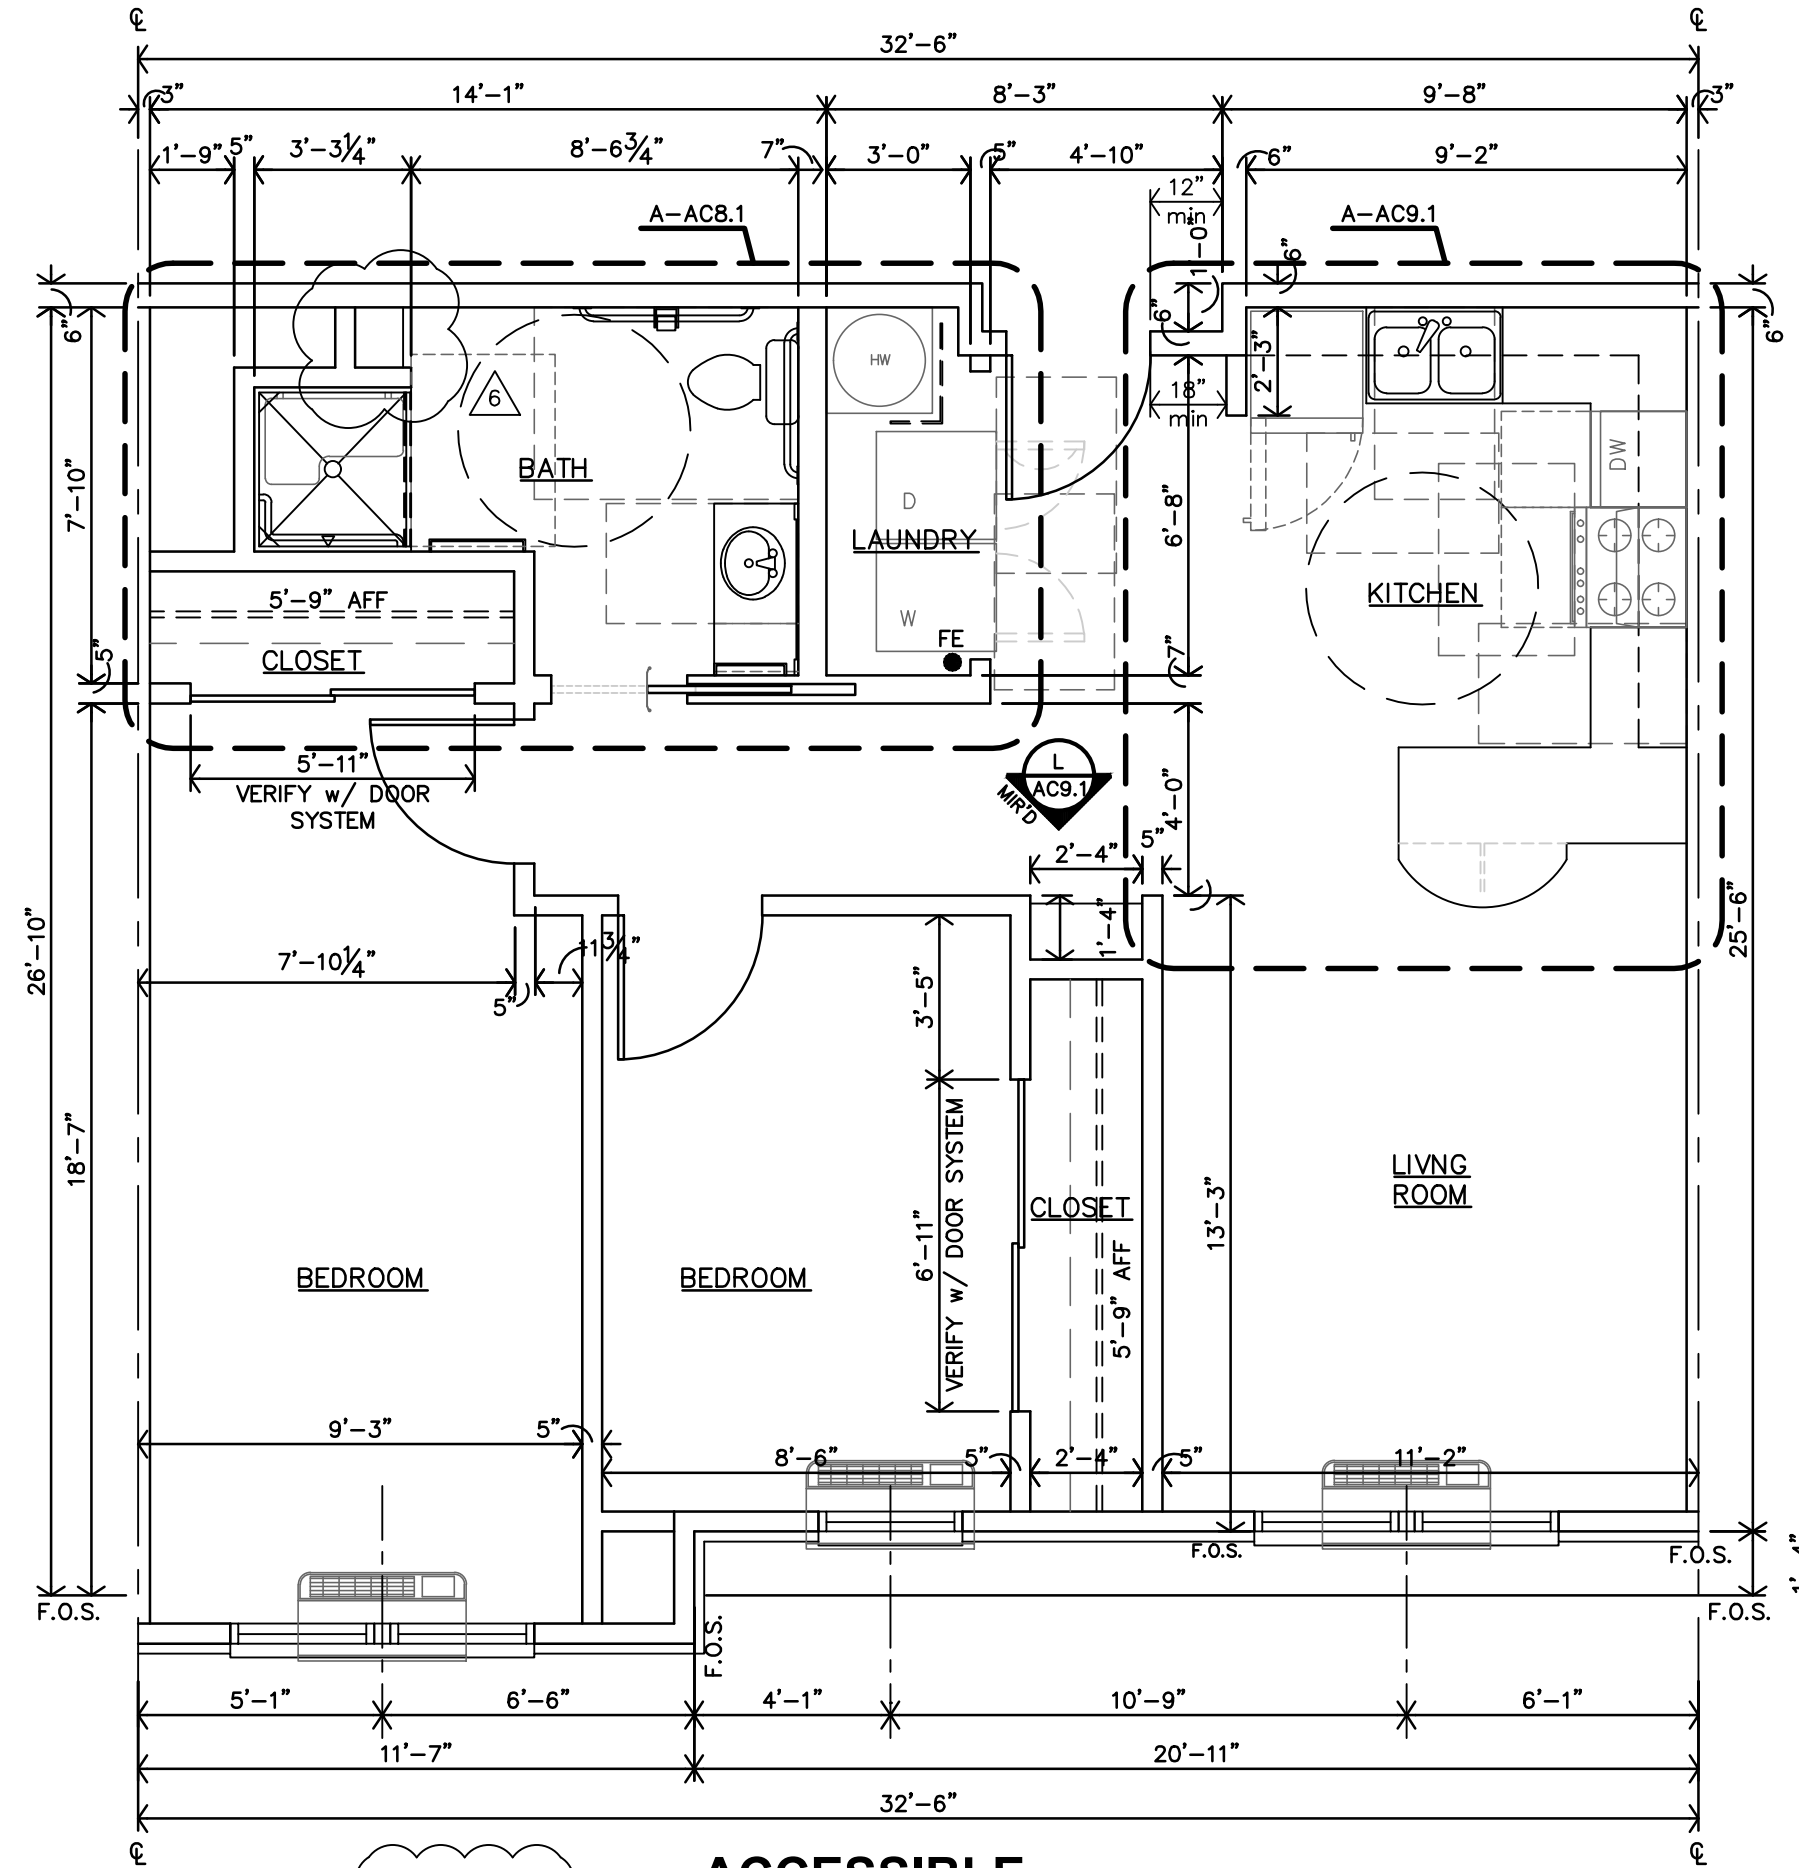 ℄ ℄
32'-6"
3" 14'-1" 8'-3" 9'-8" 3"
1'-9" 5" 3'-3¼" 8'-6¾" 7" 3'-0" 5" 4'-10" 6" 9'-2"
12"
min
A-AC8.1 A-AC9.1
1'-0" 6"
6" 6" 6"
2'-3"
HW
18"
min
6
BATH
DW
7'-10"
D
6'-8"
LAUNDRY
KITCHEN
5'-9" AFF
W
FE
CLOSET
5" 7"
5'-11"
VERIFY w/ DOOR
SYSTEM
L
AC9.1
MIR'D
4'-0"
5"
2'-4"
1'-4"
26'-10"
25'-6"
7'-10¼" 11¾"
5"
3'-5"
18'-7"
LIVNG
ROOM
CLOSET
13'-3"
6'-11"
VERIFY w/ DOOR SYSTEM
5'-9" AFF
BEDROOM BEDROOM
9'-3" 5"
8'-6" 5" 2'-4" 5" 11'-2"
F.O.S. F.O.S.
F.O.S. F.O.S.
F.O.S.
5'-1" 6'-6" 4'-1" 10'-9" 6'-1"
11'-7" 20'-11"
32'-6"
℄ ℄
ACCESSIBLE